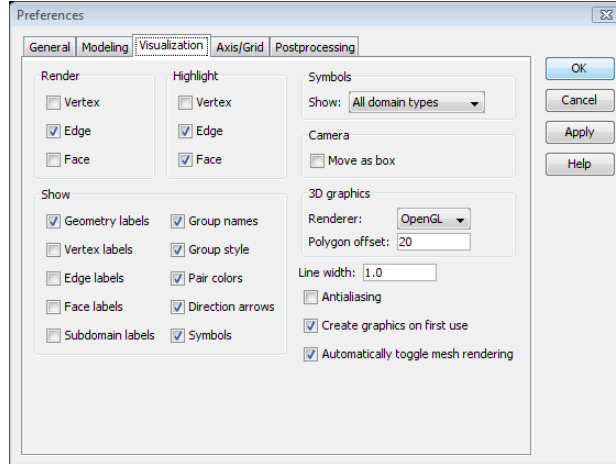 Preferences
General Modeling Visualization Axis/Grid Postprocessing
Render
Vertex
Edge
Face
Highlight
Vertex
Edge
Face
Symbols
Show: All domain types
Camera
Move as box
Show
Geometry labels
Vertex labels
Edge labels
Face labels
Subdomain labels
Group names
Group style
Pair colors
Direction arrows
Symbols
3D graphics
Renderer: OpenGL
Polygon offset: 20
Line width: 1.0
Antialiasing
Create graphics on first use
Automatically toggle mesh rendering
OK
Cancel
Apply
Help